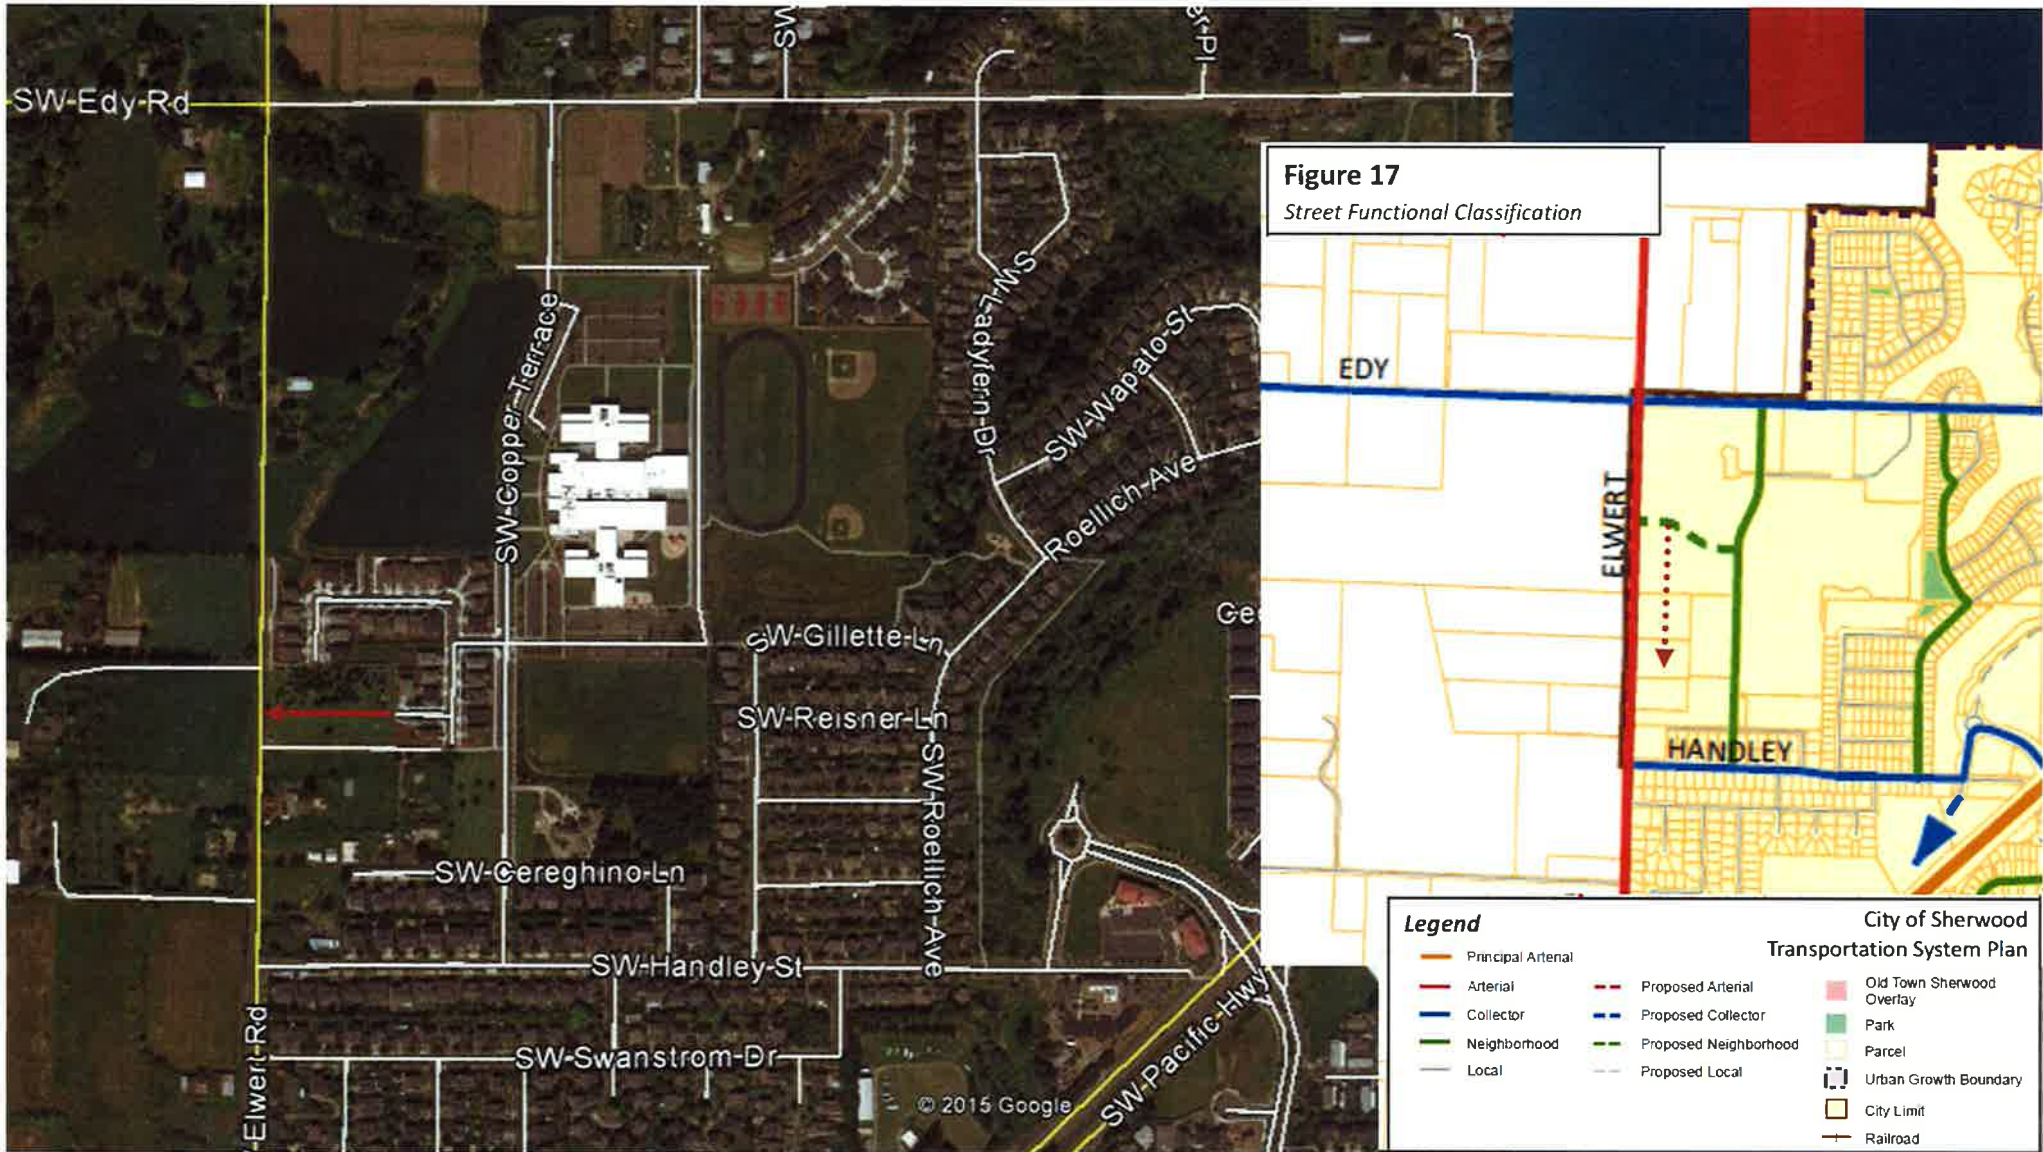 SW-Edy-Rd
SW
er-Pl
SW-Copper-Terrace
SW-Ladyfern-Dr
SW
SW-Wapato-St
Roellich-Ave
SW-Gillette-Ln
SW-Reisner-Ln
SW-Roellich-Ave
Ce
SW-Cereghino-Ln
SW-Handley-St
SW-Swanstrom-Dr
-Elwert-Rd
SW-Pacific-Hwy
© 2015 Google
Figure 17
Street Functional Classification
EDY
ELWERT
HANDLEY
Legend
City of Sherwood
Transportation System Plan
Principal Arterial
Arterial
Collector
Neighborhood
Local
Proposed Arterial
Proposed Collector
Proposed Neighborhood
Proposed Local
Old Town Sherwood
Overlay
Park
Parcel
Urban Growth Boundary
City Limit
Railroad